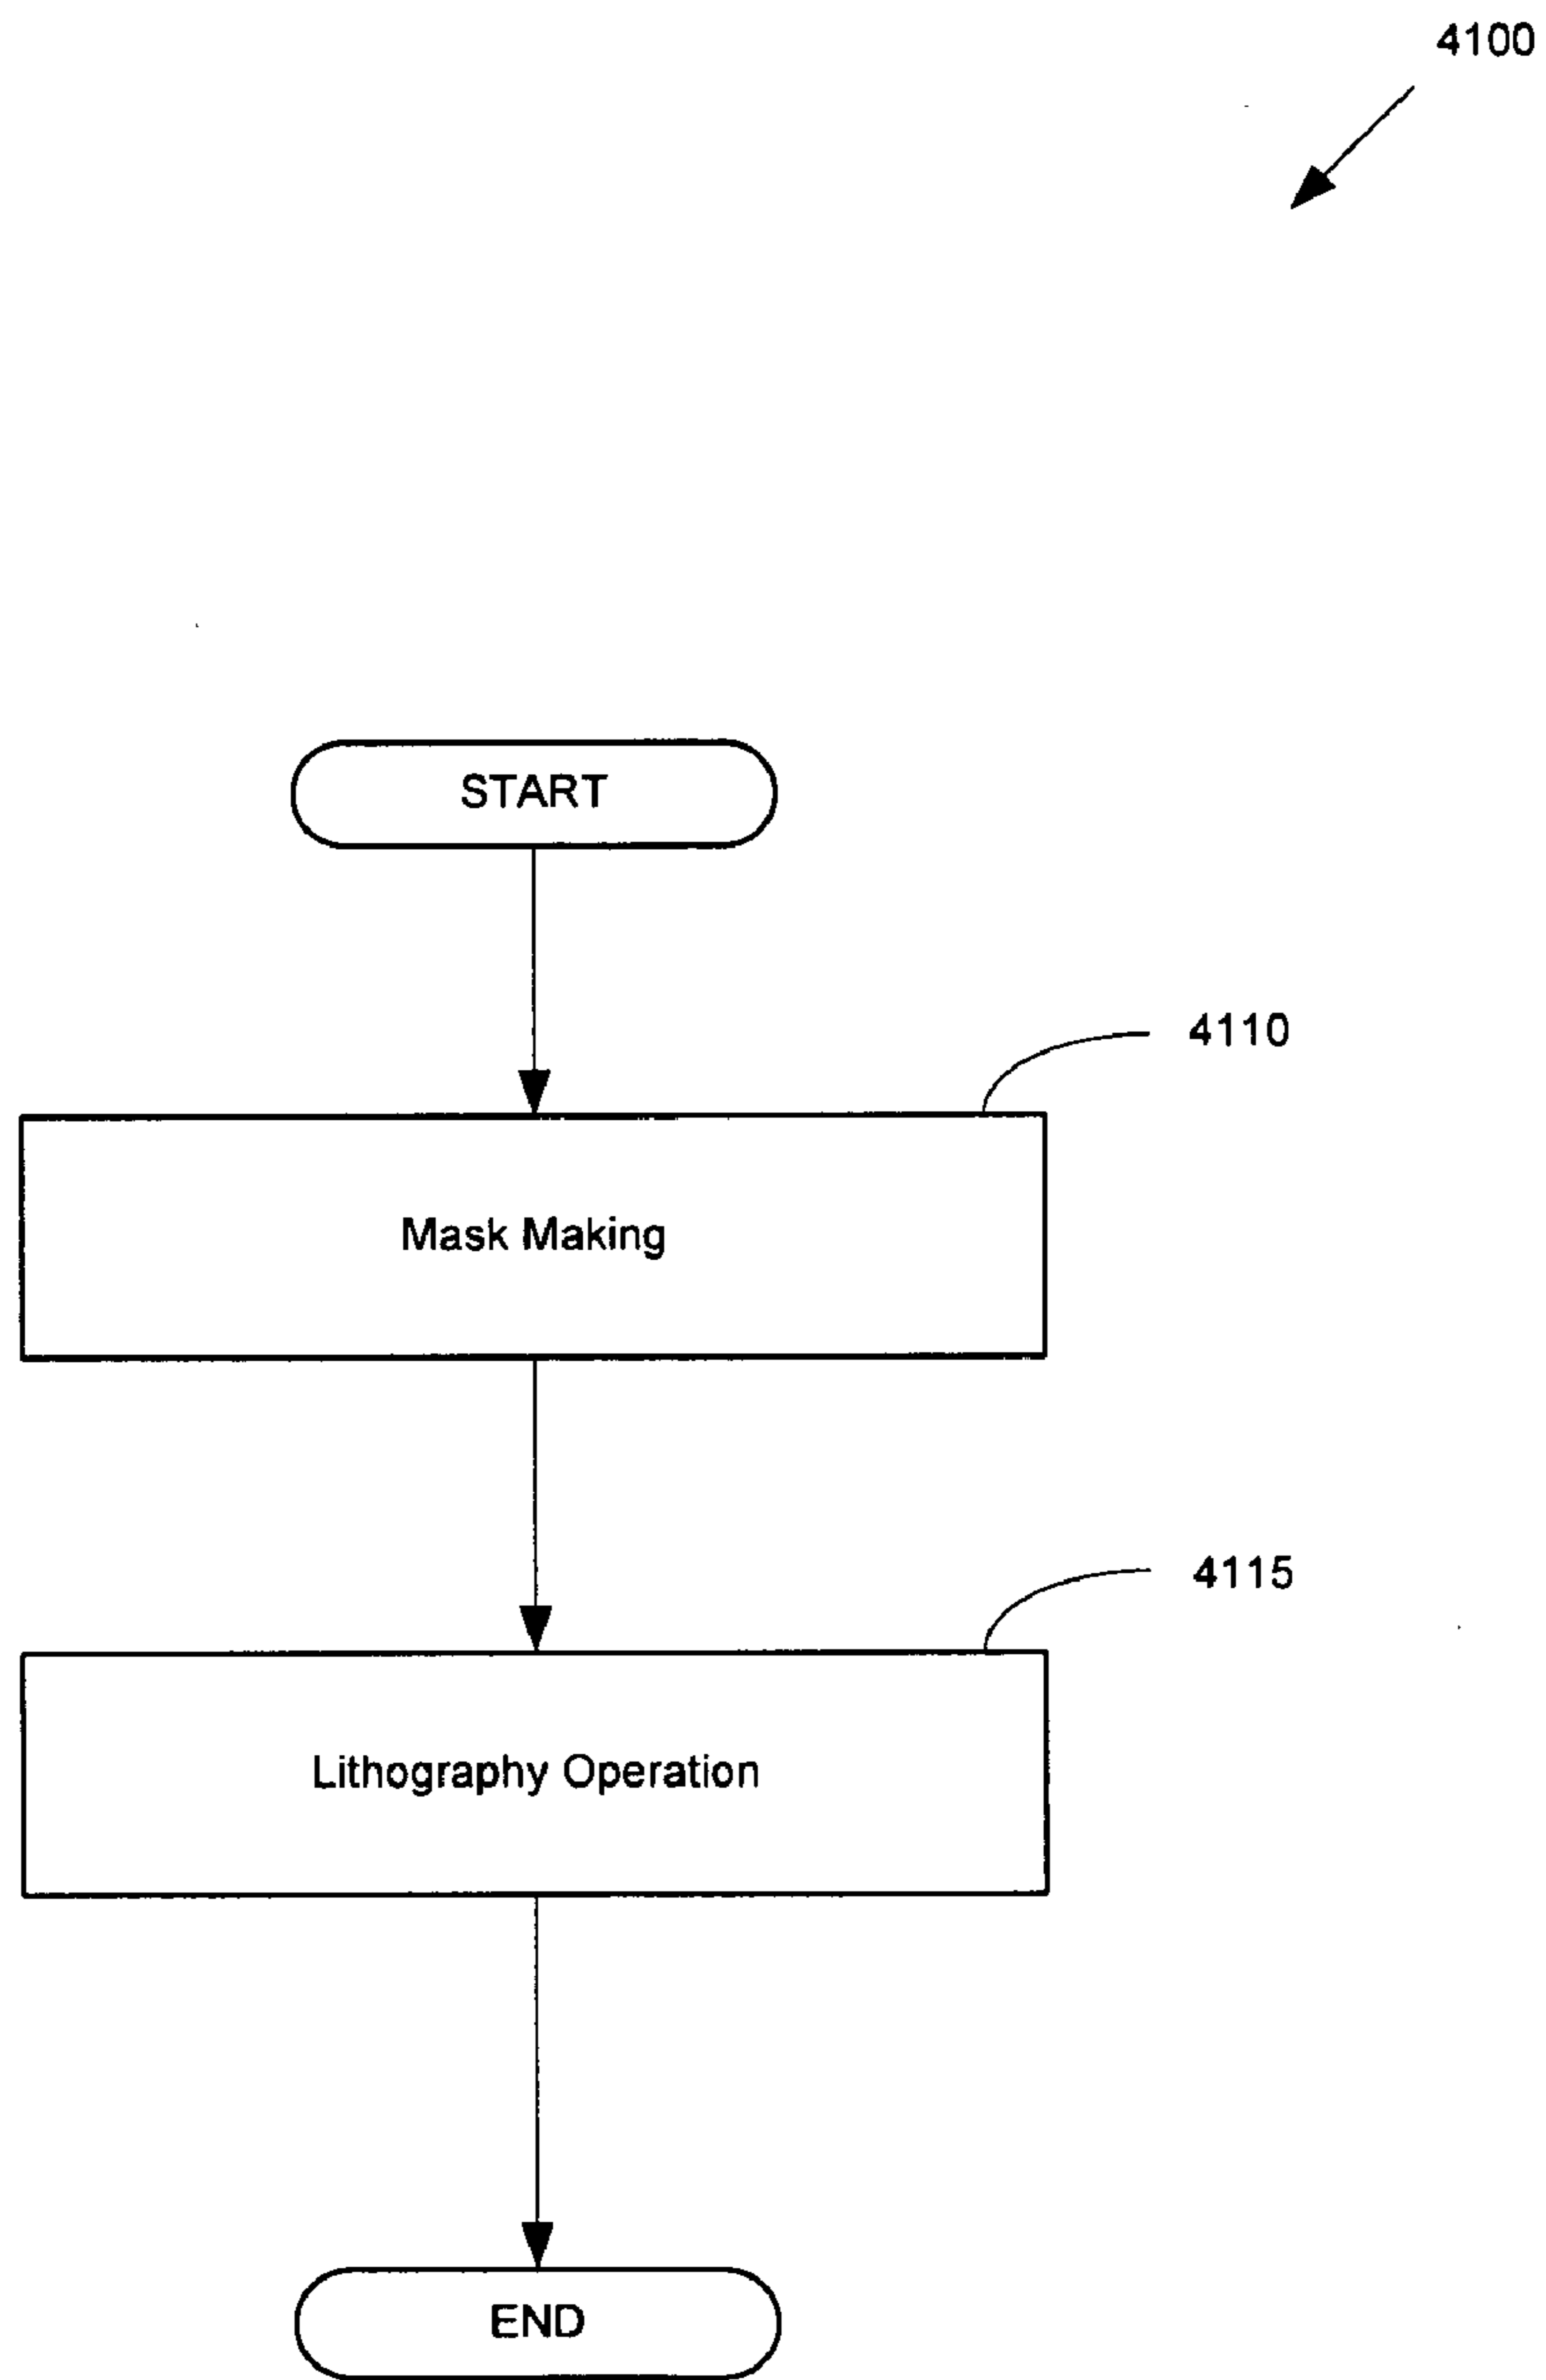 4100
START
4110
Mask Making
4115
Lithography Operation
END